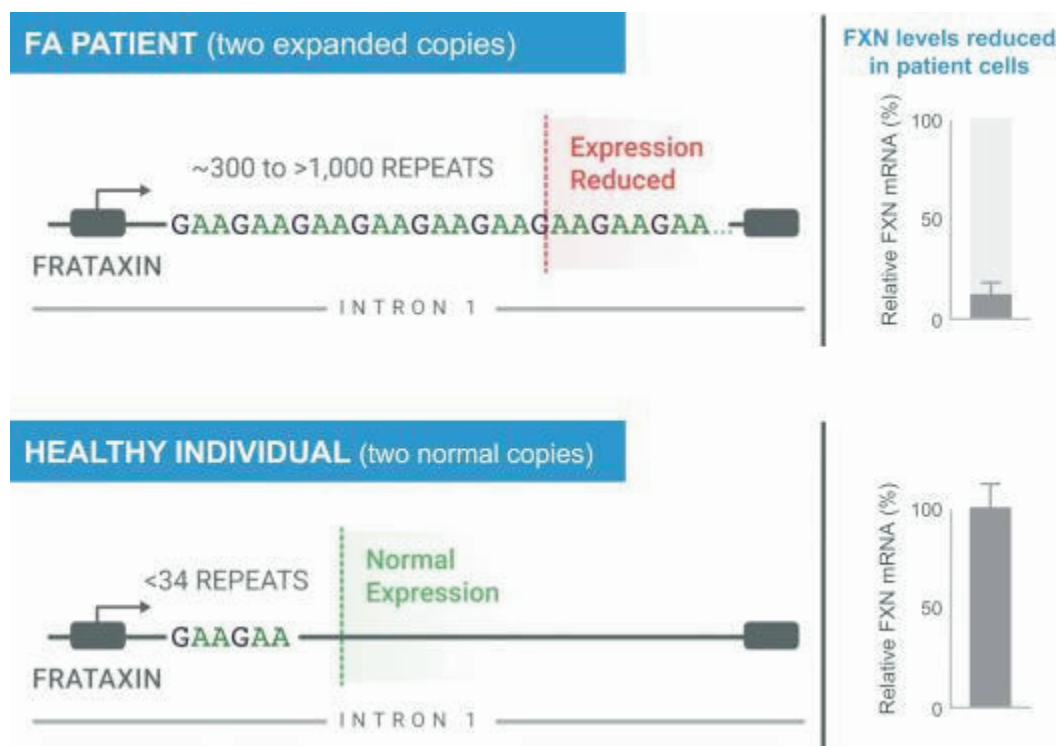 FA PATIENT (two expanded copies)
~300 to >1,000 REPEATS
Expression
Reduced
GAAGAAGAAGAAGAAGAAGAAGAAGAAGAA...
FRATAXIN
INTRON 1
FXN levels reduced
in patient cells
Relative FXN mRNA (%)
100
50
0
HEALTHY INDIVIDUAL (two normal copies)
<34 REPEATS
Normal
Expression
GAAGAA
FRATAXIN
INTRON 1
Relative FXN mRNA (%)
100
50
0